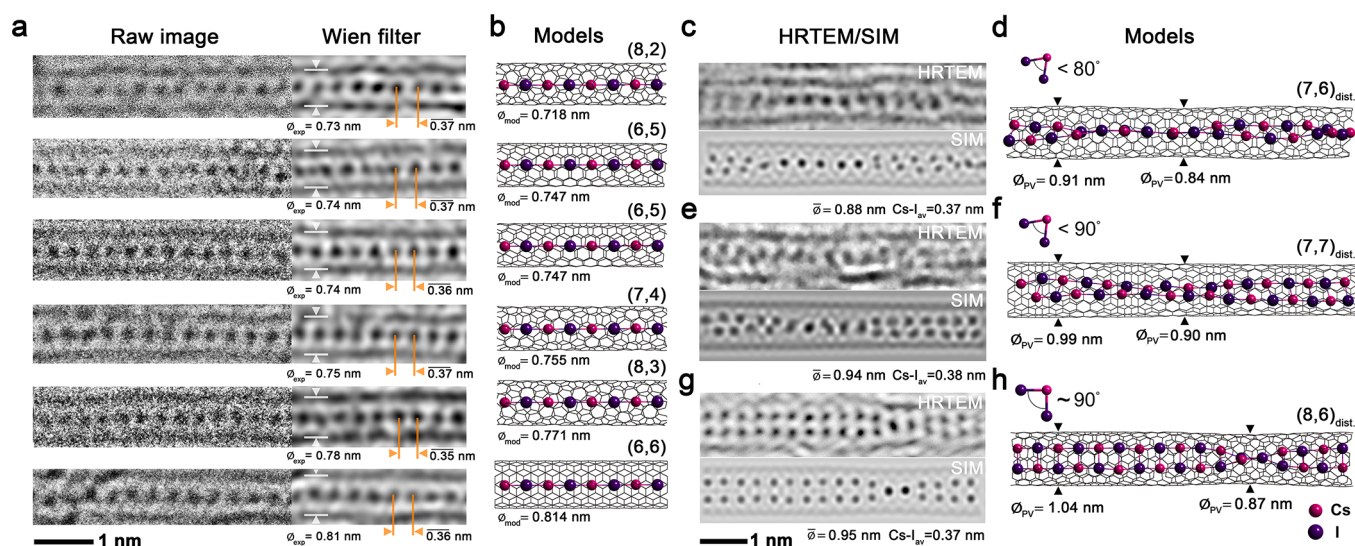 a
Raw image
Wien filter
Øexp = 0.73 nm
0.37 nm
Øexp = 0.74 nm
0.37 nm
Øexp = 0.74 nm
0.36 nm
Øexp = 0.75 nm
0.37 nm
Øexp = 0.78 nm
0.35 nm
Øexp = 0.81 nm
0.36 nm
1 nm
b
Models
(8,2)
Ømod = 0.718 nm
(6,5)
Ømod = 0.747 nm
(6,5)
Ømod = 0.747 nm
(7,4)
Ømod = 0.755 nm
(8,3)
Ømod = 0.771 nm
(6,6)
Ømod = 0.814 nm
c
HRTEM/SIM
HRTEM
SIM
ø̄ = 0.88 nm Cs-Iav=0.37 nm
d
Models
< 80°
(7,6)dist.
ØPV= 0.91 nm
ØPV= 0.84 nm
e
HRTEM
SIM
ø̄ = 0.94 nm Cs-Iav=0.38 nm
f
< 90°
(7,7)dist.
ØPV= 0.99 nm
ØPV= 0.90 nm
g
HRTEM
SIM
1 nm
ø̄ = 0.95 nm Cs-Iav=0.37 nm
h
~ 90°
(8,6)dist.
ØPV= 1.04 nm
ØPV= 0.87 nm
Cs
I